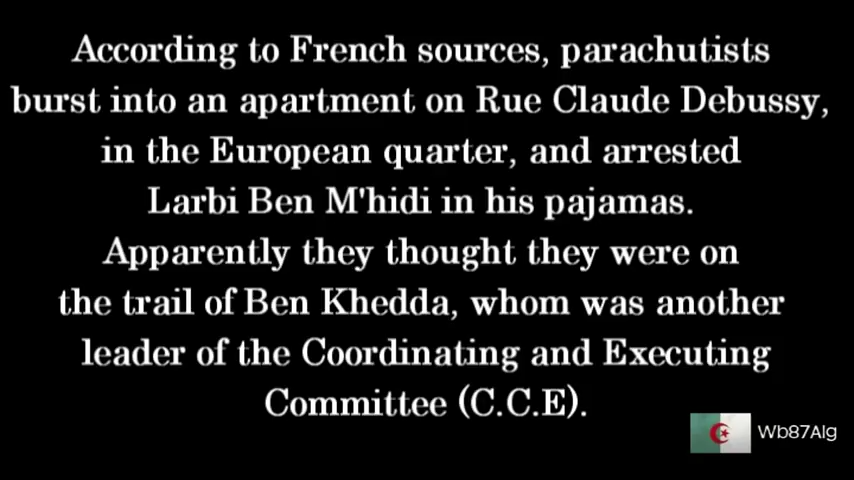 According to French sources, parachutists
burst into an apartment on Rue Claude Debussy,
in the European quarter, and arrested
Larbi Ben M'hidi in his pajamas.
Apparently they thought they were on
the trail of Ben Khedda, whom was another
leader of the Coordinating and Executing
Committee (C.C.E).
Wb87Alg